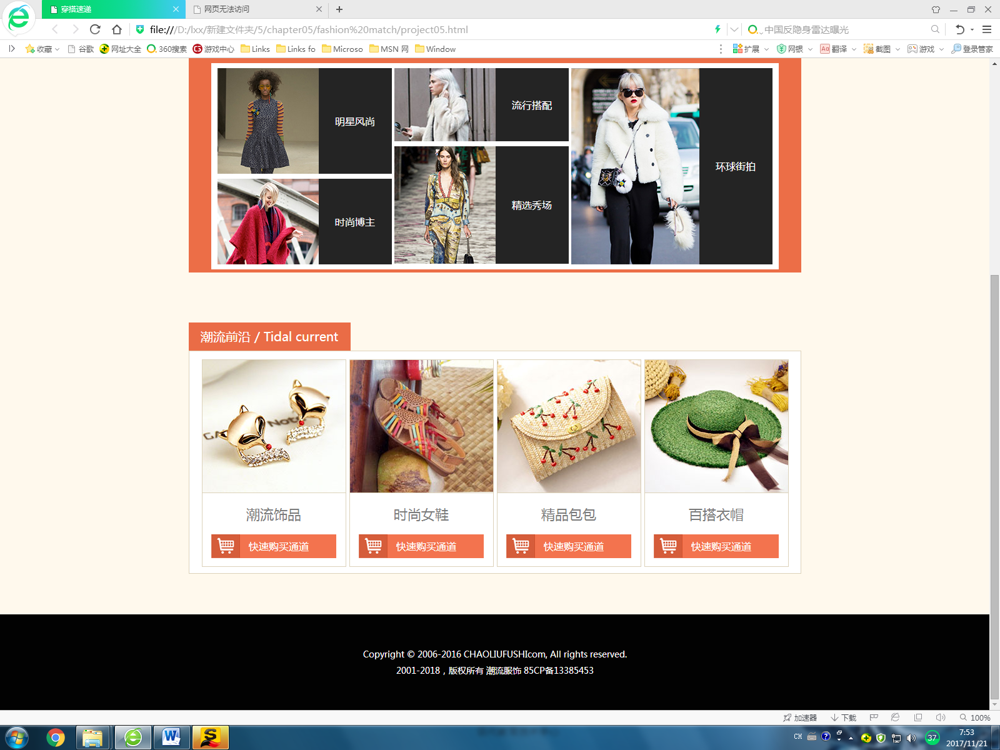 穿搭速递
网页无法访问
file:///D:/lxx/新建文件夹/5/chapter05/fashion%20match/project05.html
中国反隐身雷达曝光
收藏 谷歌 网址大全 360搜索 游戏中心 Links Links fo Microso MSN 网 Window
扩展 网银 翻译 截图 游戏 登录管家
明星风尚
流行搭配
环球街拍
时尚博主
精选秀场
潮流前沿 / Tidal current
潮流饰品
时尚女鞋
精品包包
百搭衣帽
快速购买通道
快速购买通道
快速购买通道
快速购买通道
Copyright © 2006-2016 CHAOLIUFUSHIcom, All rights reserved.
2001-2018，版权所有 潮流服饰 85CP备13385453
加速器 下载 100%
CH
37
7:53
2017/11/21